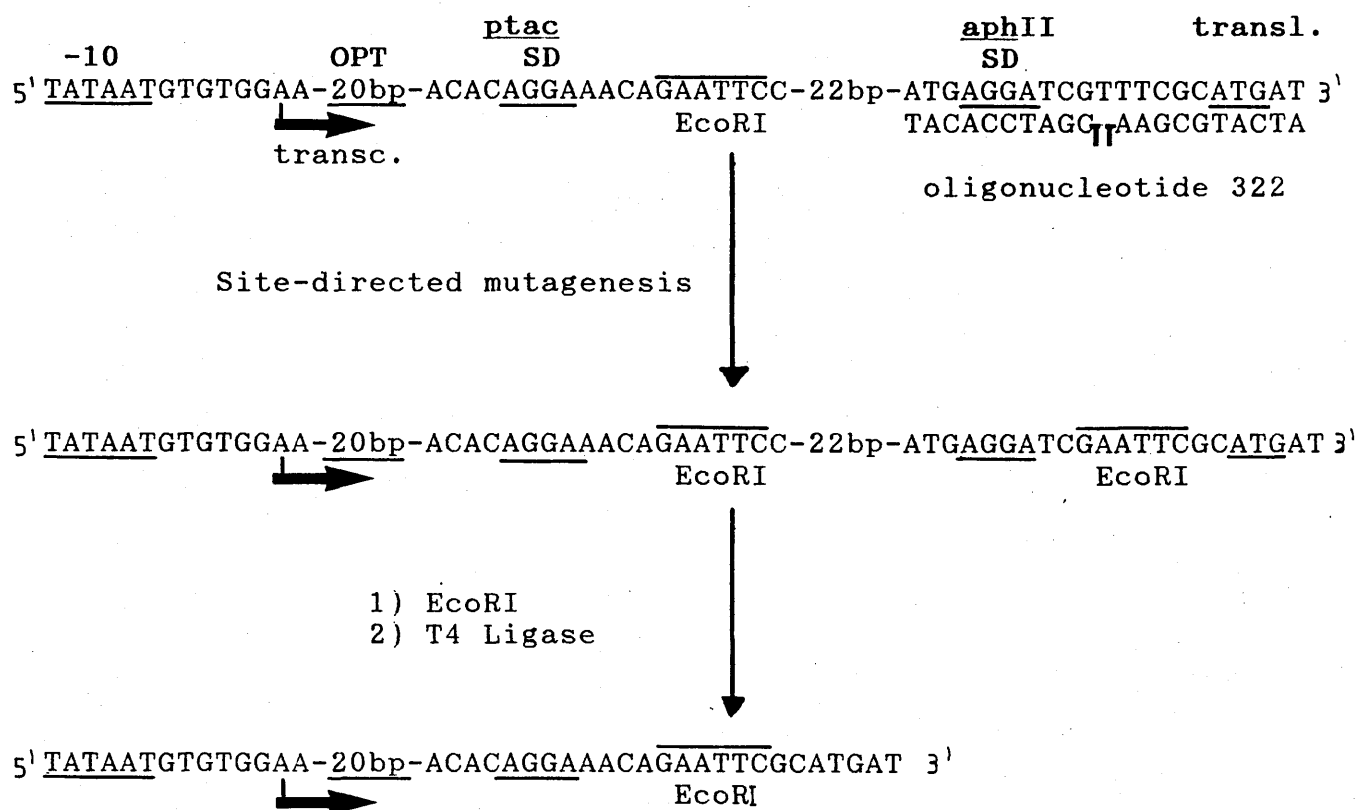 ptac aphII transl.
-10 OPT SD SD
5' TATAATGTGTGGAA-20bp-ACACAGGAAACAGAATTCC-22bp-ATGAGGATCGTTTCGCATGAT 3'
EcoRI TACACCTAGCTTAAGCGTACTA
transc.
oligonucleotide 322
Site-directed mutagenesis
5' TATAATGTGTGGAA-20bp-ACACAGGAAACAGAATTCC-22bp-ATGAGGATCGAATTCGCATGAT 3'
EcoRI EcoRI
1) EcoRI
2) T4 Ligase
5' TATAATGTGTGGAA-20bp-ACACAGGAAACAGAATTCGCATGAT 3'
EcoRI